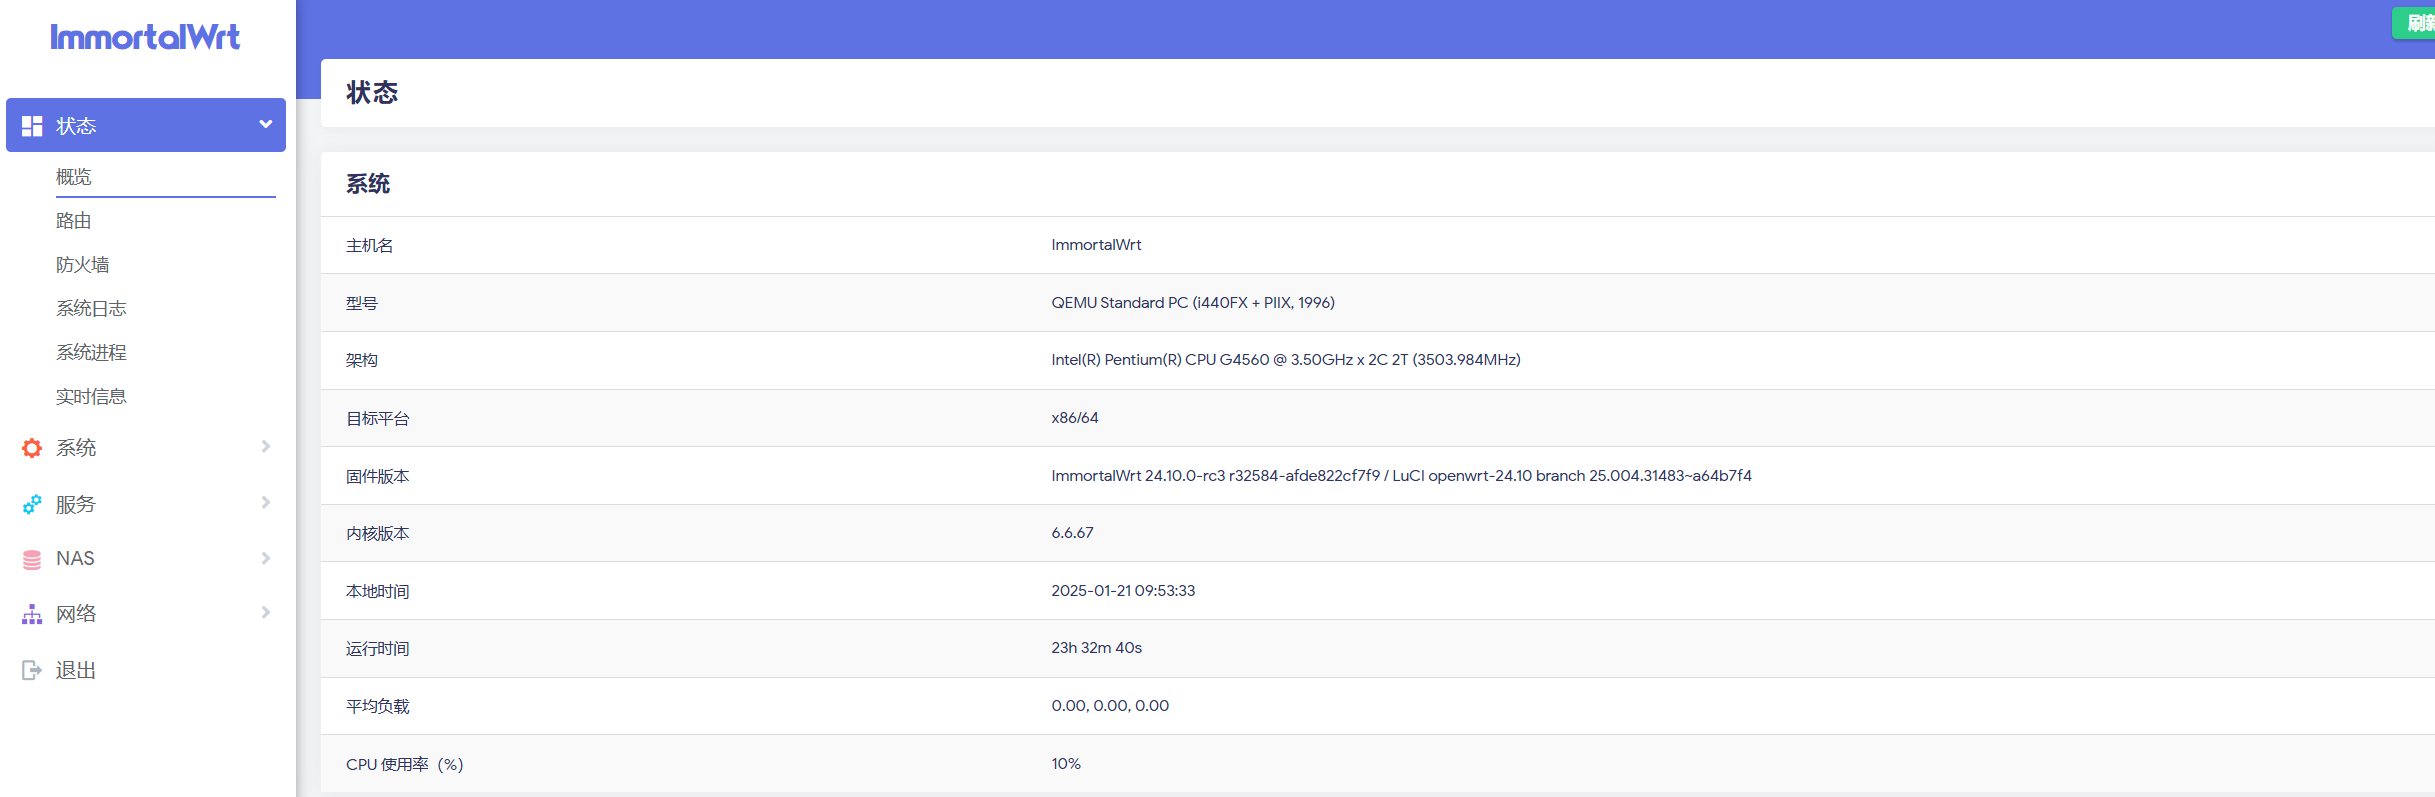 ImmortalWrt
刷新
状态
概览
路由
防火墙
系统日志
系统进程
实时信息
系统
服务
NAS
网络
退出
状态
系统
主机名 ImmortalWrt
型号 QEMU Standard PC (i440FX + PIIX, 1996)
架构 Intel(R) Pentium(R) CPU G4560 @ 3.50GHz x 2C 2T (3503.984MHz)
目标平台 x86/64
固件版本 ImmortalWrt 24.10.0-rc3 r32584-afde822cf7f9 / LuCI openwrt-24.10 branch 25.004.31483~a64b7f4
内核版本 6.6.67
本地时间 2025-01-21 09:53:33
运行时间 23h 32m 40s
平均负载 0.00, 0.00, 0.00
CPU 使用率（%） 10%